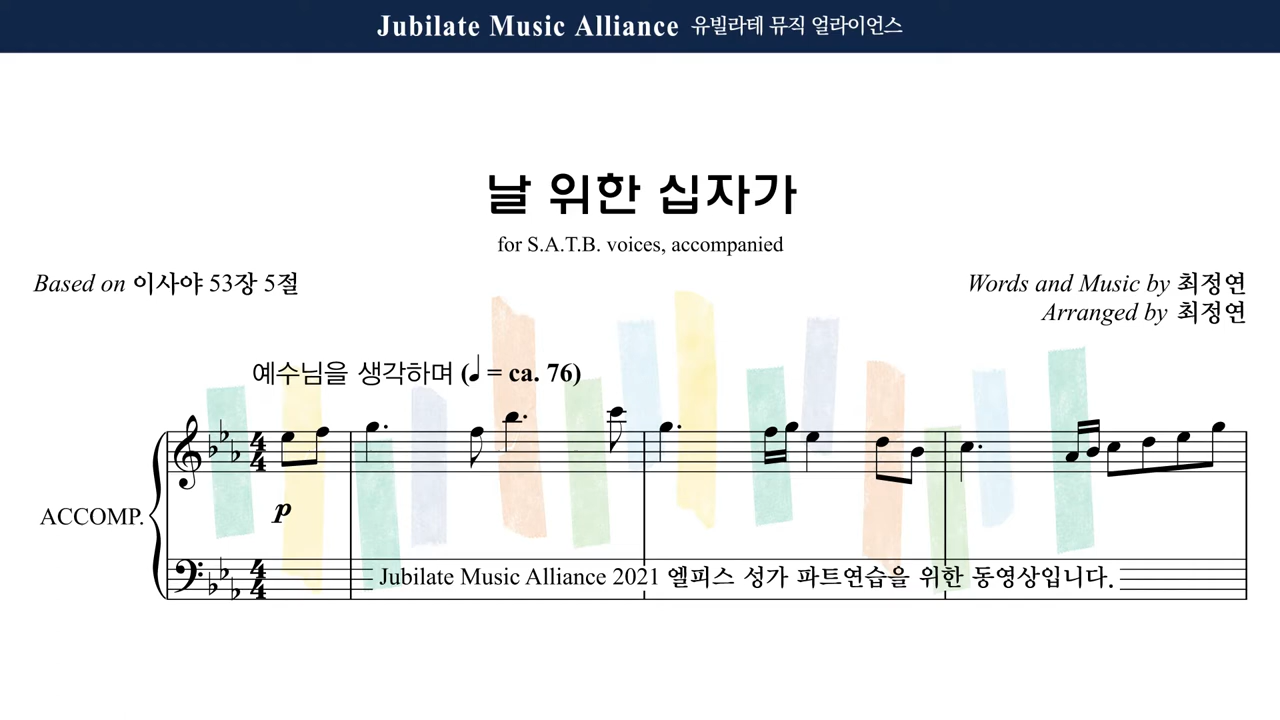 Jubilate Music Alliance 유빌라테 뮤직 얼라이언스
날 위한 십자가
for S.A.T.B. voices, accompanied
Based on 이사야 53장 5절
Words and Music by 최정연
Arranged by 최정연
예수님을 생각하며 (♩ = ca. 76)
4
4
p
ACCOMP.
4
4
Jubilate Music Alliance 2021 엘피스 성가 파트연습을 위한 동영상입니다.